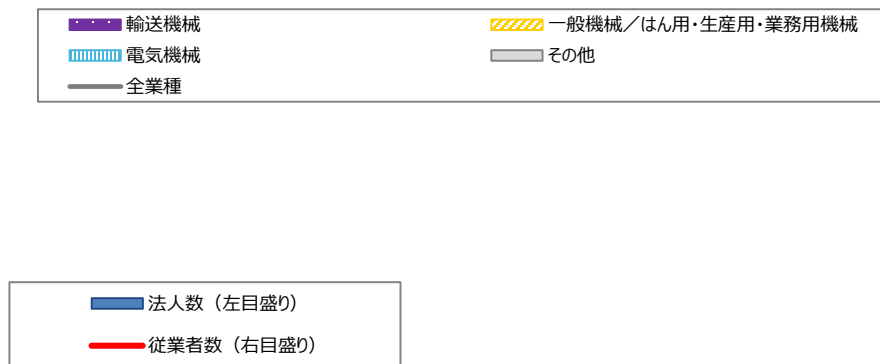 輸送機械 一般機械／はん用・生産用・業務用機械
電気機械 その他
全業種
法人数（左目盛り）
従業者数（右目盛り）